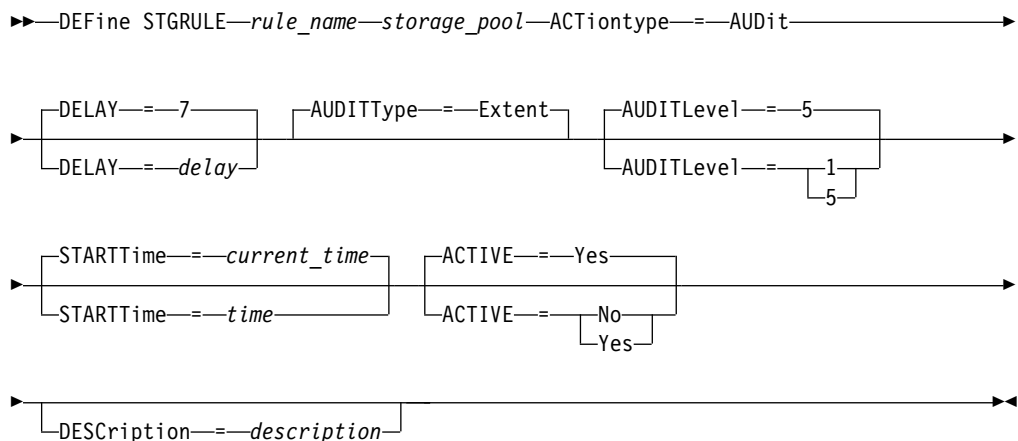 DEFine STGRULE rule_name storage_pool ACTiontype = AUDit
DELAY = 7 AUDITType = Extent AUDITLevel = 5
DELAY = delay AUDITLevel = 1
5
STARTTime = current_time ACTIVE = Yes
STARTTime = time ACTIVE = No
Yes
DESCription = description